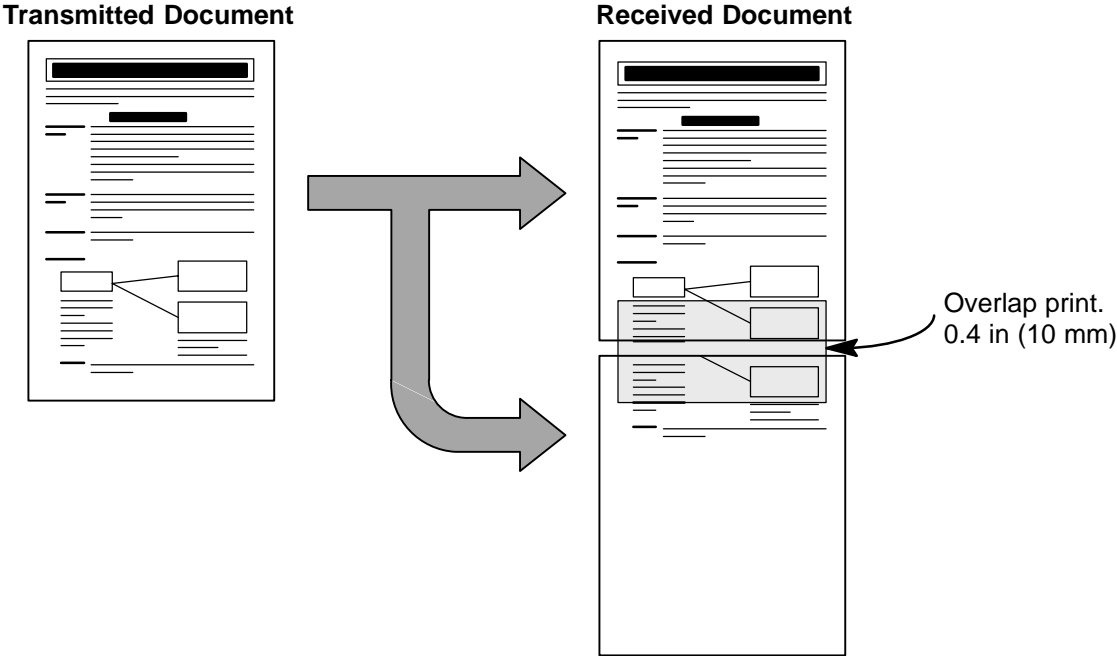 Transmitted Document
Received Document
Overlap print.
0.4 in (10 mm)